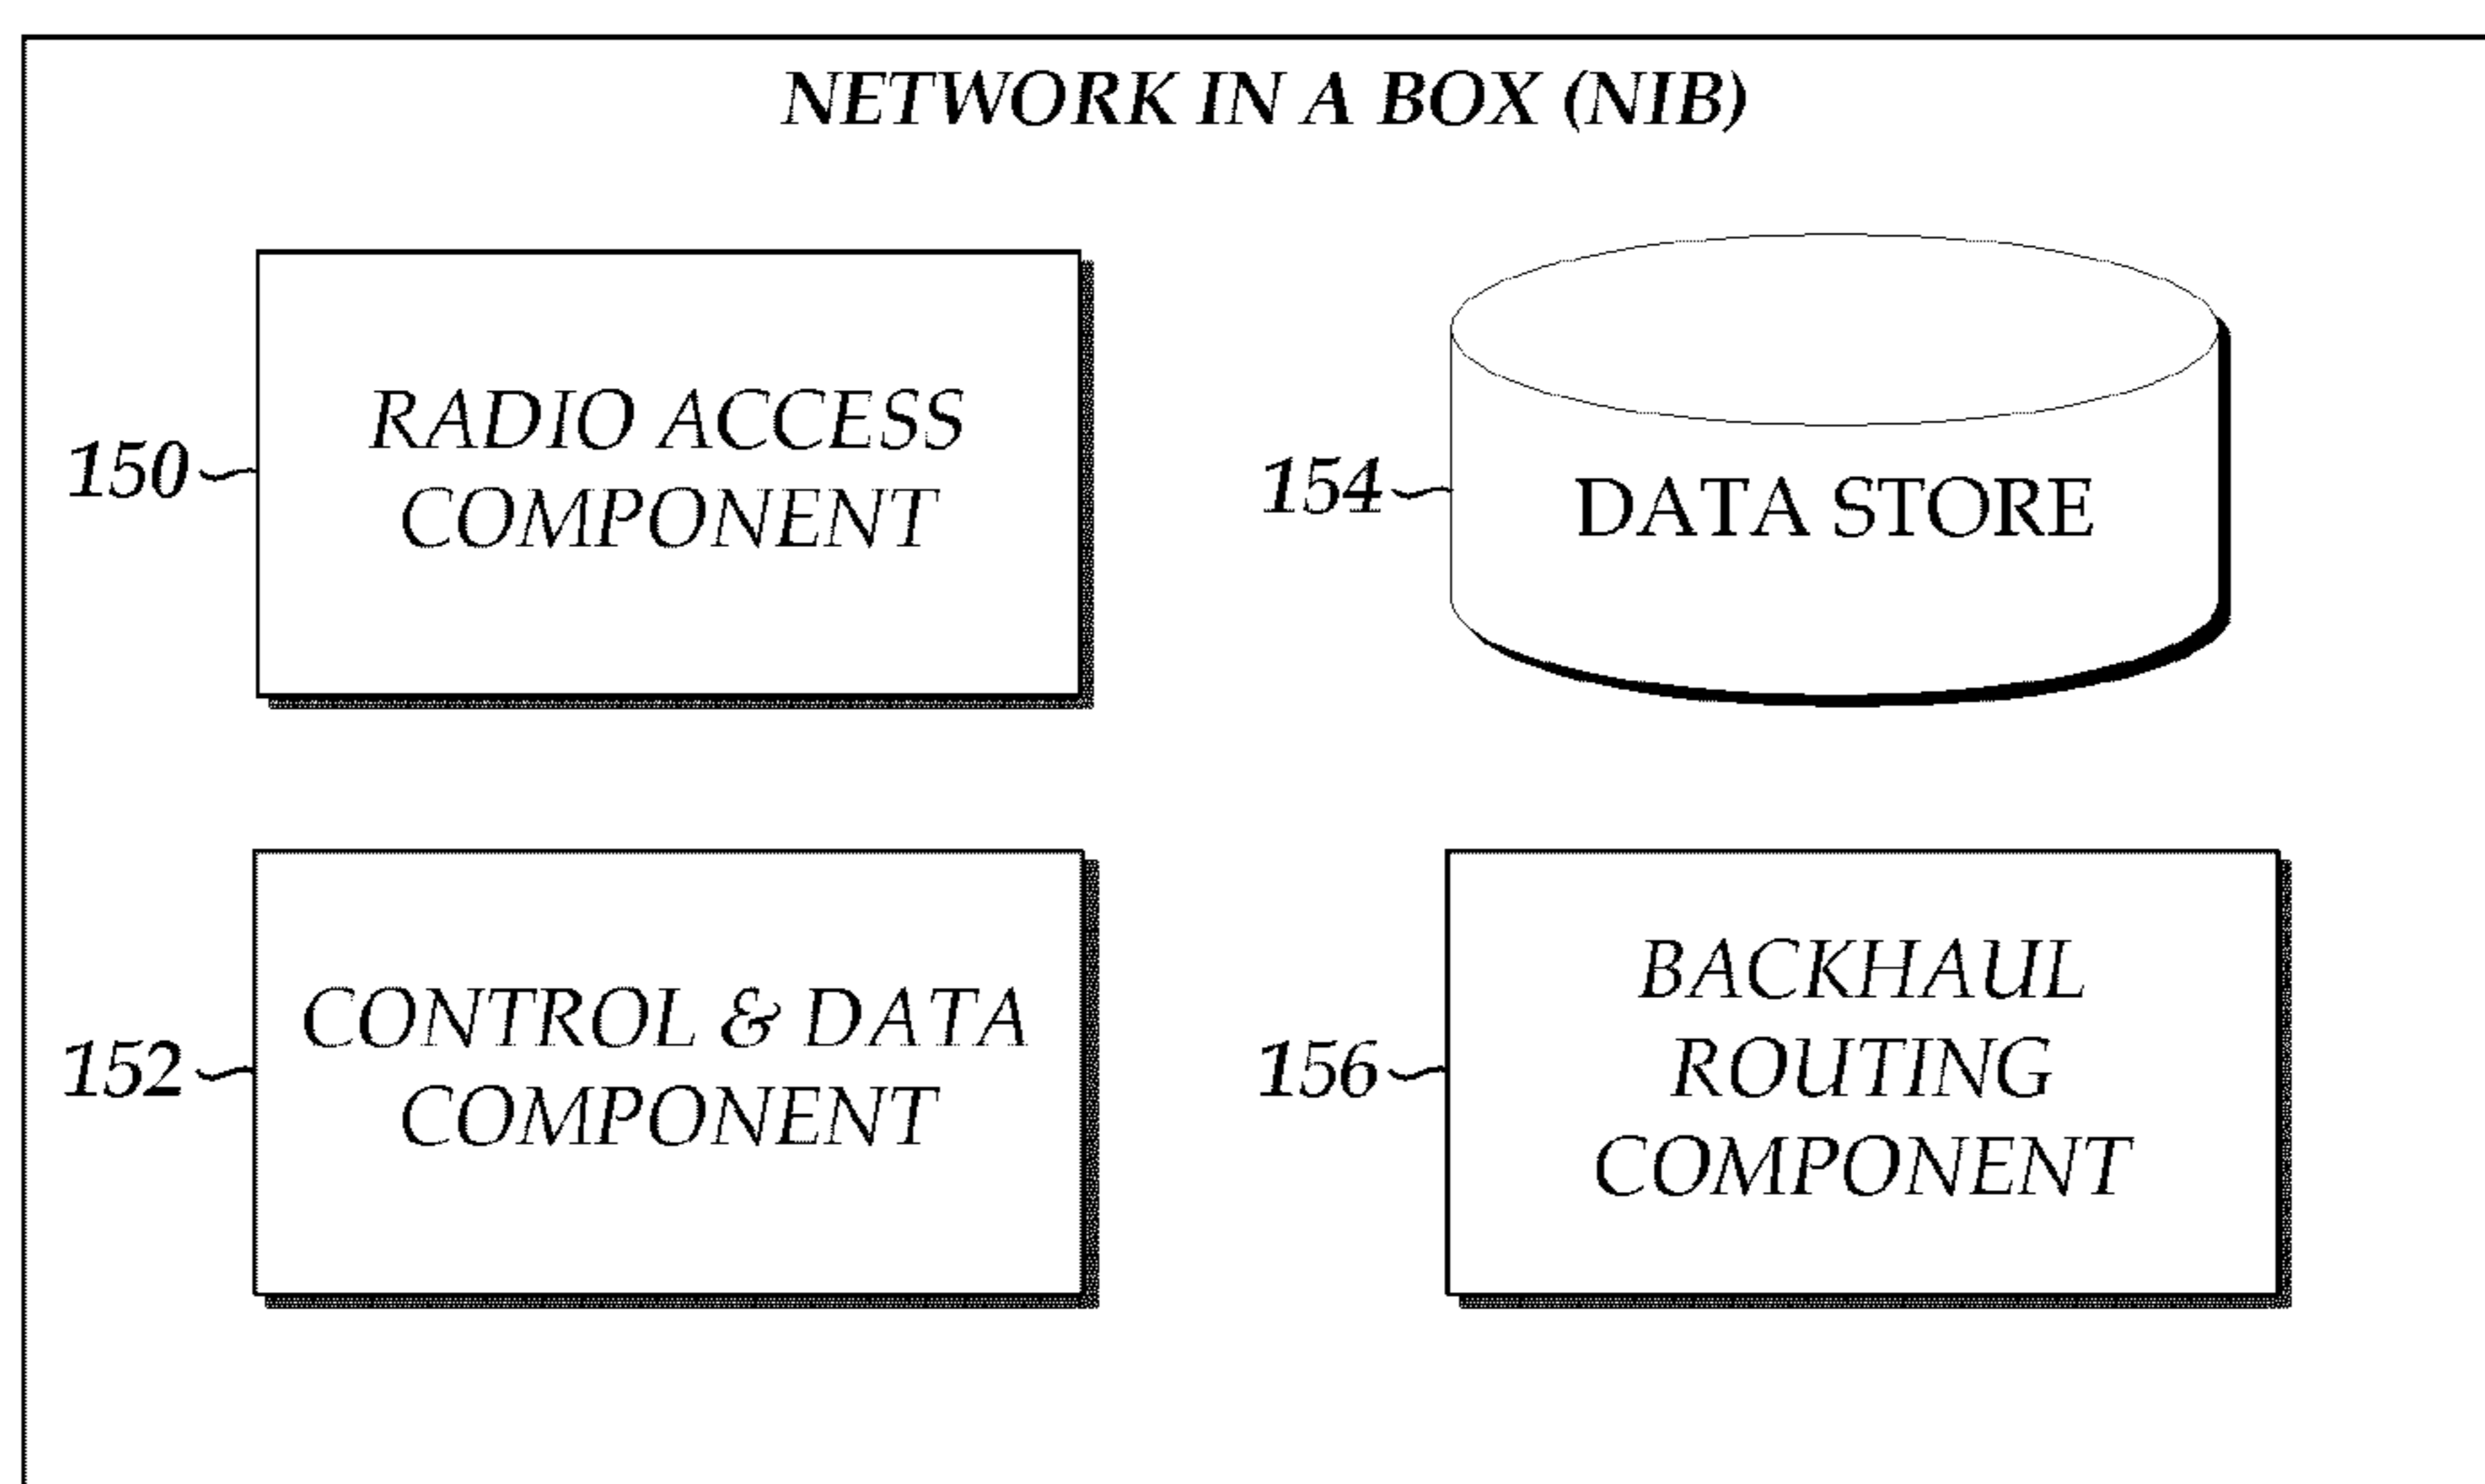 NETWORK IN A BOX (NIB)
150
RADIO ACCESS
COMPONENT
154
DATA STORE
152
CONTROL & DATA
COMPONENT
156
BACKHAUL
ROUTING
COMPONENT